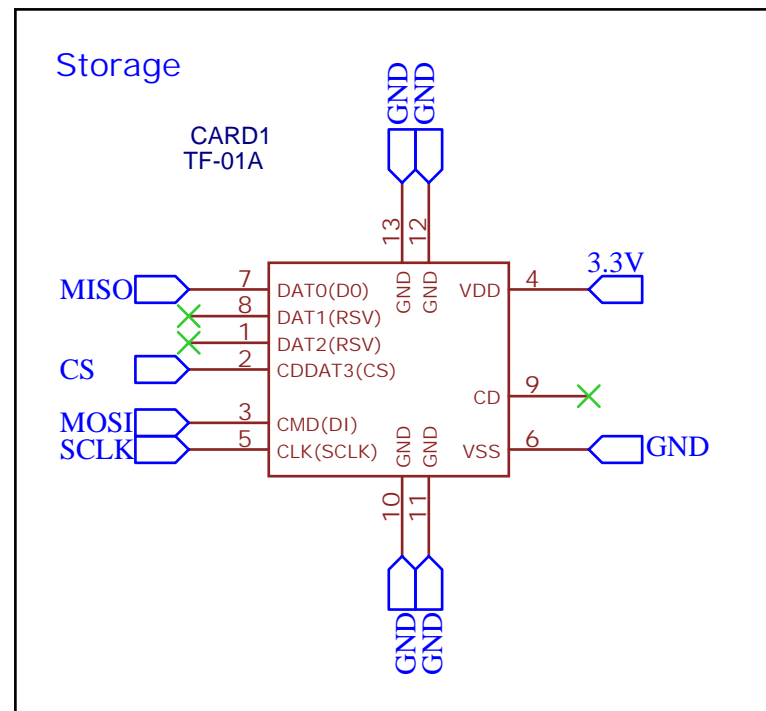 Storage
CARD1
TF-01A
GND
GND
13
12
GND
GND
MISO
7
DAT0(D0)
8
DAT1(RSV)
1
DAT2(RSV)
CS
2
CDDAT3(CS)
MOSI
3
CMD(DI)
SCLK
5
CLK(SCLK)
VDD
4
3.3V
CD
9
VSS
6
GND
GND
GND
10
11
GND
GND